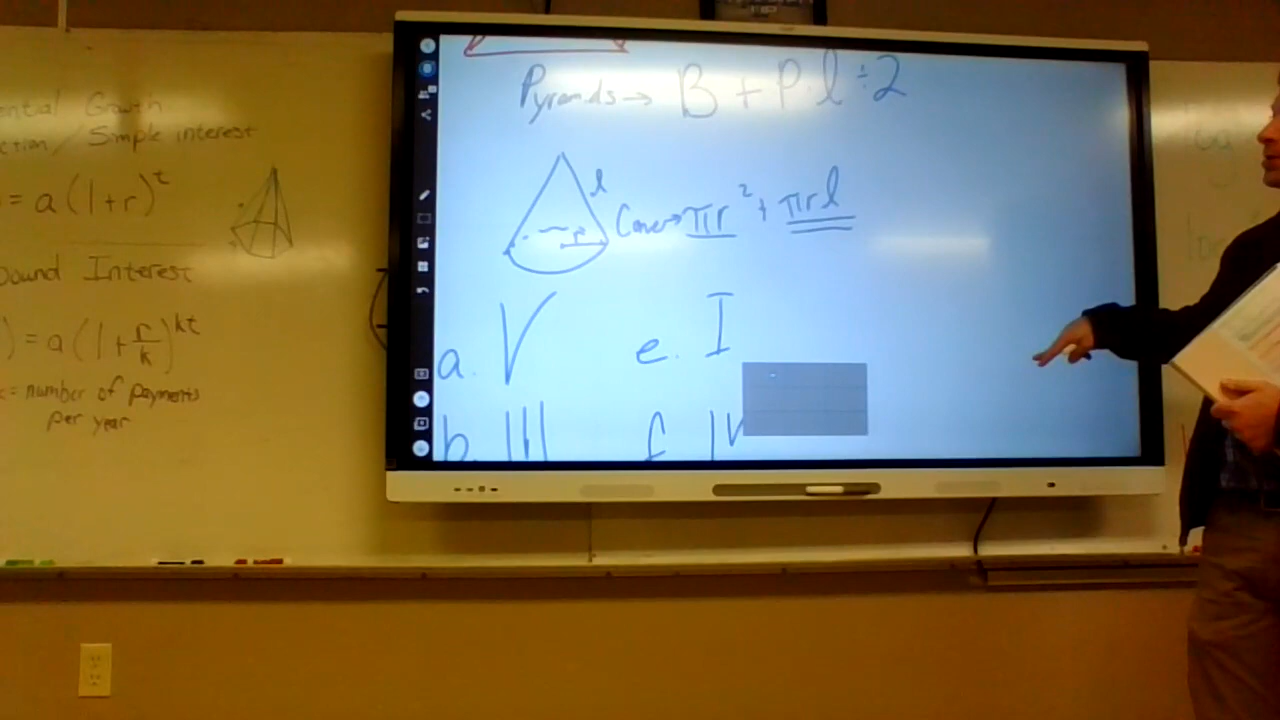 ential Growth
ction / Simple interest
= a(1+r)^t
ound Interest
) = a(1+r/k)^kt
= number of payments
per year
Pyramids → B + P·l ÷ 2
l
r
Cone → πr² + πrl
a. V
e. I
b. III
f. IV